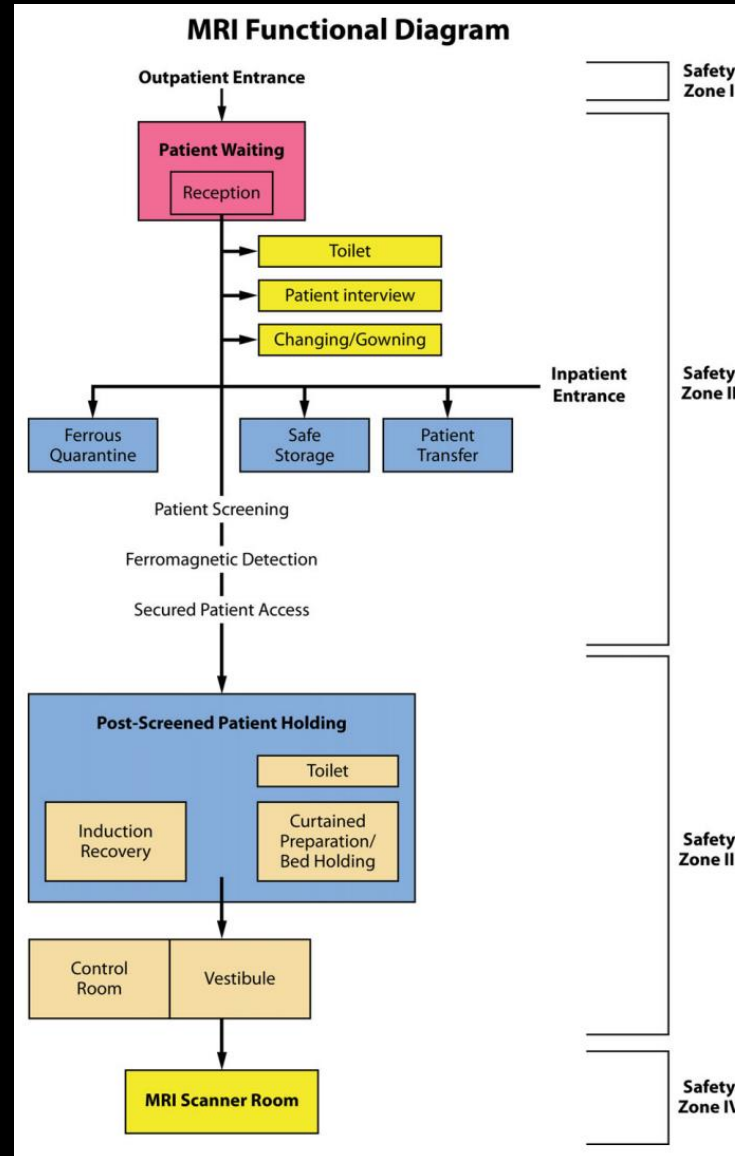 MRI Functional Diagram
Outpatient Entrance
Safety
Zone I
Patient Waiting
Reception
Toilet
Patient interview
Changing/Gowning
Inpatient
Entrance
Safety
Zone II
Ferrous
Quarantine
Safe
Storage
Patient
Transfer
Patient Screening
Ferromagnetic Detection
Secured Patient Access
Post-Screened Patient Holding
Toilet
Induction
Recovery
Curtained
Preparation/
Bed Holding
Safety
Zone II
Control
Room
Vestibule
MRI Scanner Room
Safety
Zone IV